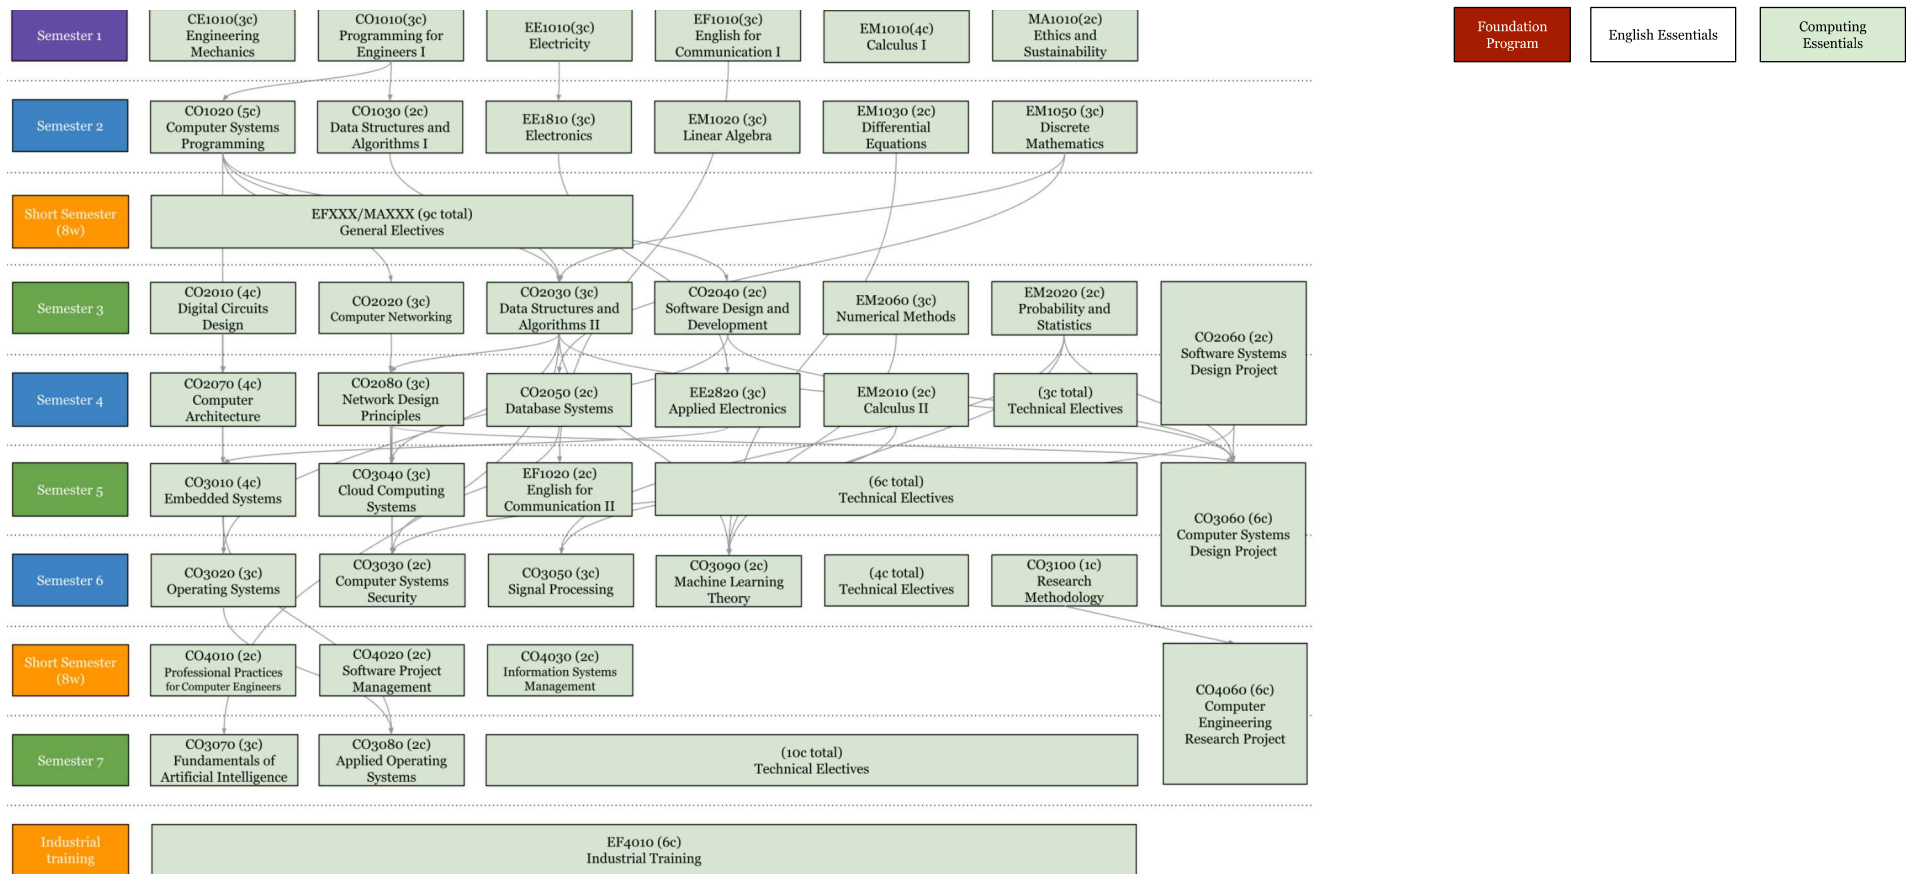 Semester 1
CE1010(3c)
Engineering
Mechanics
CO1010(3c)
Programming for
Engineers I
EE1010(3c)
Electricity
EF1010(3c)
English for
Communication I
EM1010(4c)
Calculus I
MA1010(2c)
Ethics and
Sustainability
Foundation
Program
English Essentials
Computing
Essentials
Semester 2
CO1020 (5c)
Computer Systems
Programming
CO1030 (2c)
Data Structures and
Algorithms I
EE1810 (3c)
Electronics
EM1020 (3c)
Linear Algebra
EM1030 (2c)
Differential
Equations
EM1050 (3c)
Discrete
Mathematics
Short Semester
(8w)
EFXXX/MAXXX (9c total)
General Electives
Semester 3
CO2010 (4c)
Digital Circuits
Design
CO2020 (3c)
Computer Networking
CO2030 (3c)
Data Structures and
Algorithms II
CO2040 (2c)
Software Design and
Development
EM2060 (3c)
Numerical Methods
EM2020 (2c)
Probability and
Statistics
CO2060 (2c)
Software Systems
Design Project
Semester 4
CO2070 (4c)
Computer
Architecture
CO2080 (3c)
Network Design
Principles
CO2050 (2c)
Database Systems
EE2820 (3c)
Applied Electronics
EM2010 (2c)
Calculus II
(3c total)
Technical Electives
Semester 5
CO3010 (4c)
Embedded Systems
CO3040 (3c)
Cloud Computing
Systems
EF1020 (2c)
English for
Communication II
(6c total)
Technical Electives
CO3060 (6c)
Computer Systems
Design Project
Semester 6
CO3020 (3c)
Operating Systems
CO3030 (2c)
Computer Systems
Security
CO3050 (3c)
Signal Processing
CO3090 (2c)
Machine Learning
Theory
(4c total)
Technical Electives
CO3100 (1c)
Research
Methodology
Short Semester
(8w)
CO4010 (2c)
Professional Practices
for Computer Engineers
CO4020 (2c)
Software Project
Management
CO4030 (2c)
Information Systems
Management
CO4060 (6c)
Computer
Engineering
Research Project
Semester 7
CO3070 (3c)
Fundamentals of
Artificial Intelligence
CO3080 (2c)
Applied Operating
Systems
(10c total)
Technical Electives
Industrial
training
EF4010 (6c)
Industrial Training